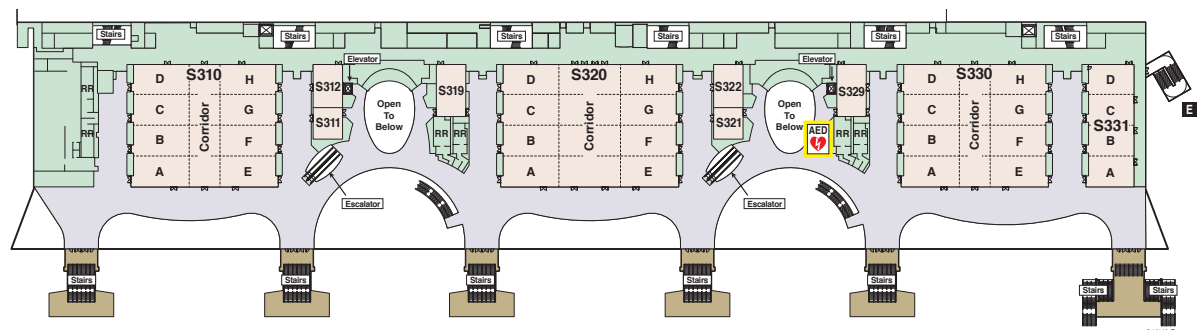 Stairs Stairs Stairs Stairs Stairs
Elevator Elevator
D S310 H
S312
S319
D S320 H
S322
S329
D S330 H
D
RR
C Corridor G
Open
To
Below
C Corridor G
Open
To
Below
C Corridor G
C
S331
E
RR
B F
S311
RR RR
B F
S321
AED
RR RR
B F
B
A E
A E
A E
A
Escalator Escalator
Stairs Stairs Stairs Stairs Stairs
Stairs Stairs